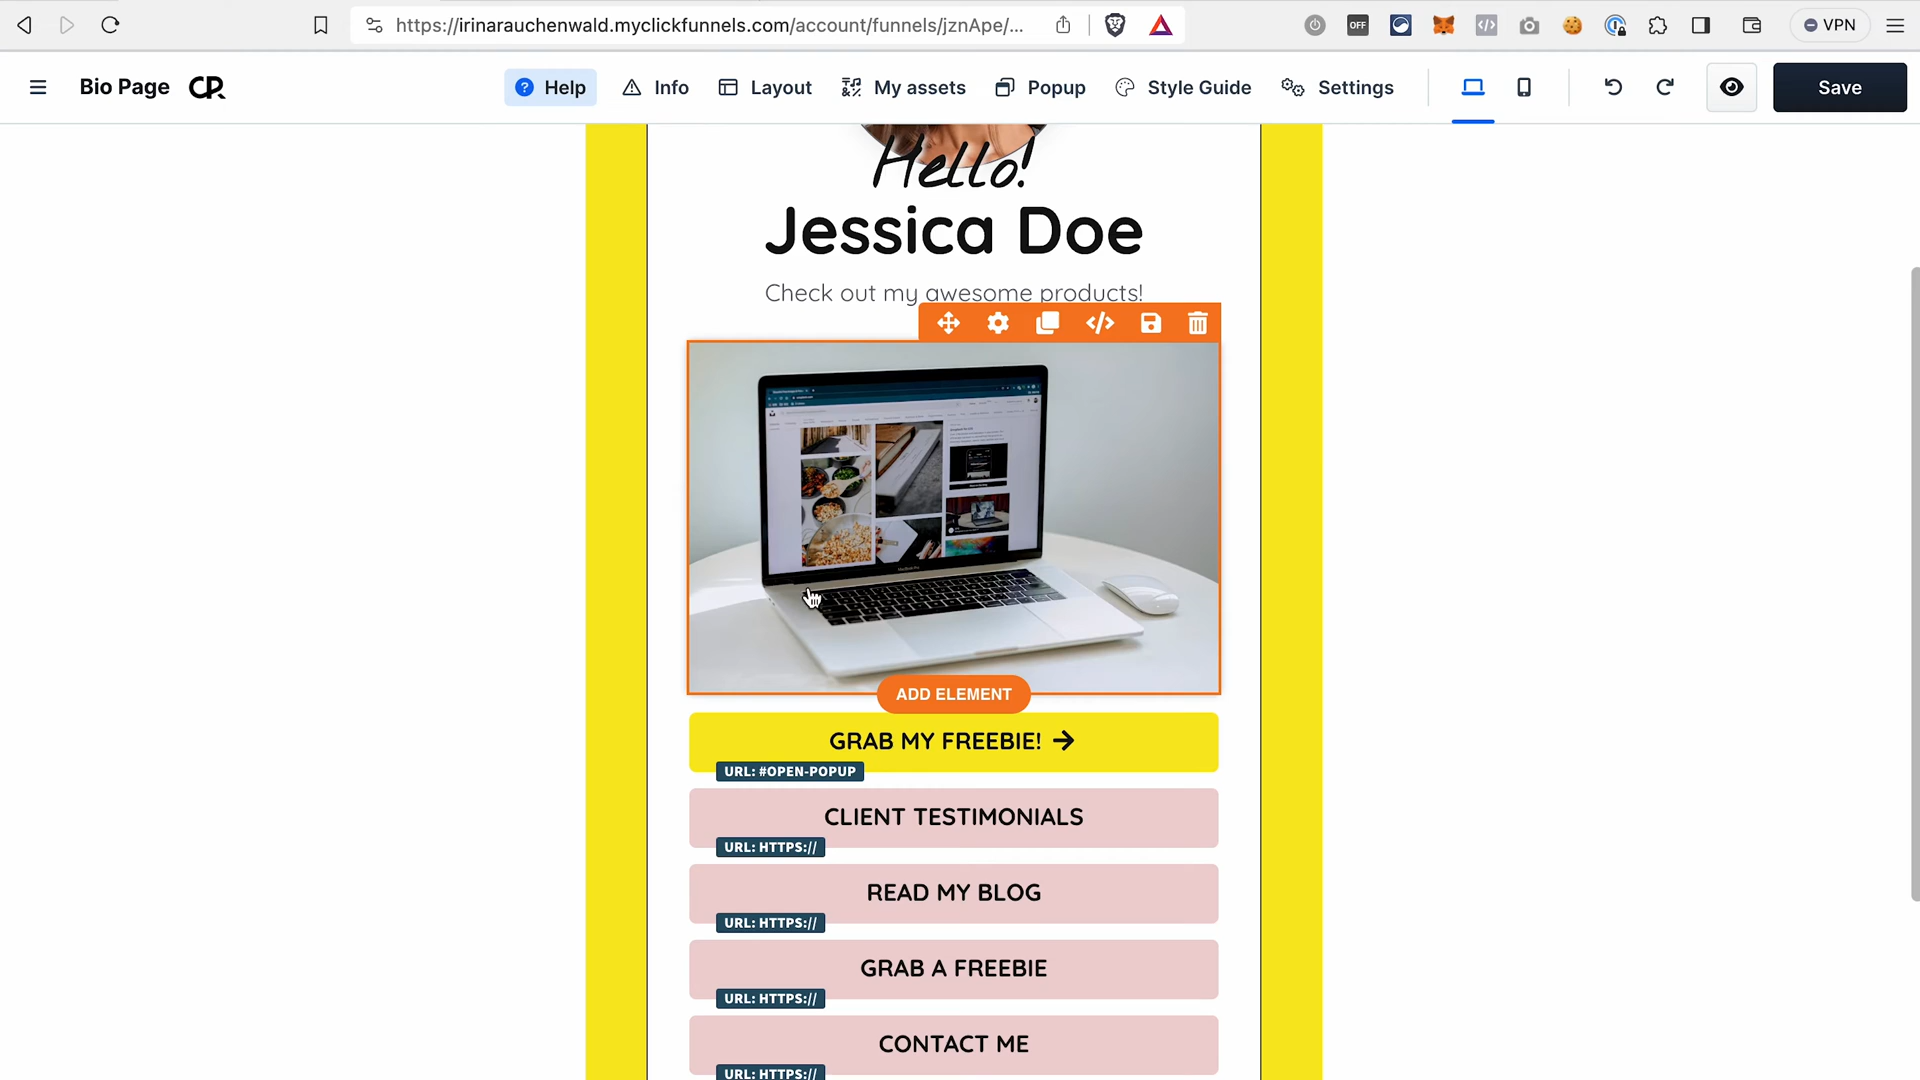 https://irinarauchenwald.myclickfunnels.com/account/funnels/jznApe/...
OFF
VPN
Bio Page
Help
Info
Layout
My assets
Popup
Style Guide
Settings
Save
Hello!
Jessica Doe
Check out my awesome products!
ADD ELEMENT
GRAB MY FREEBIE!
URL: #OPEN-POPUP
CLIENT TESTIMONIALS
URL: HTTPS://
READ MY BLOG
URL: HTTPS://
GRAB A FREEBIE
URL: HTTPS://
CONTACT ME
URL: HTTPS://